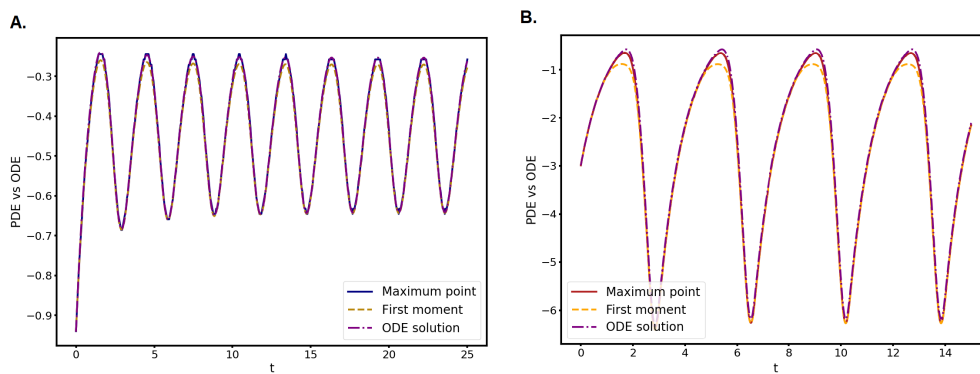 A.
PDE vs ODE
−0.3
−0.4
−0.5
−0.6
−0.7
−0.8
−0.9
0
5
10
15
20
25
t
Maximum point
First moment
ODE solution
B.
PDE vs ODE
−1
−2
−3
−4
−5
−6
0
2
4
6
8
10
12
14
t
Maximum point
First moment
ODE solution